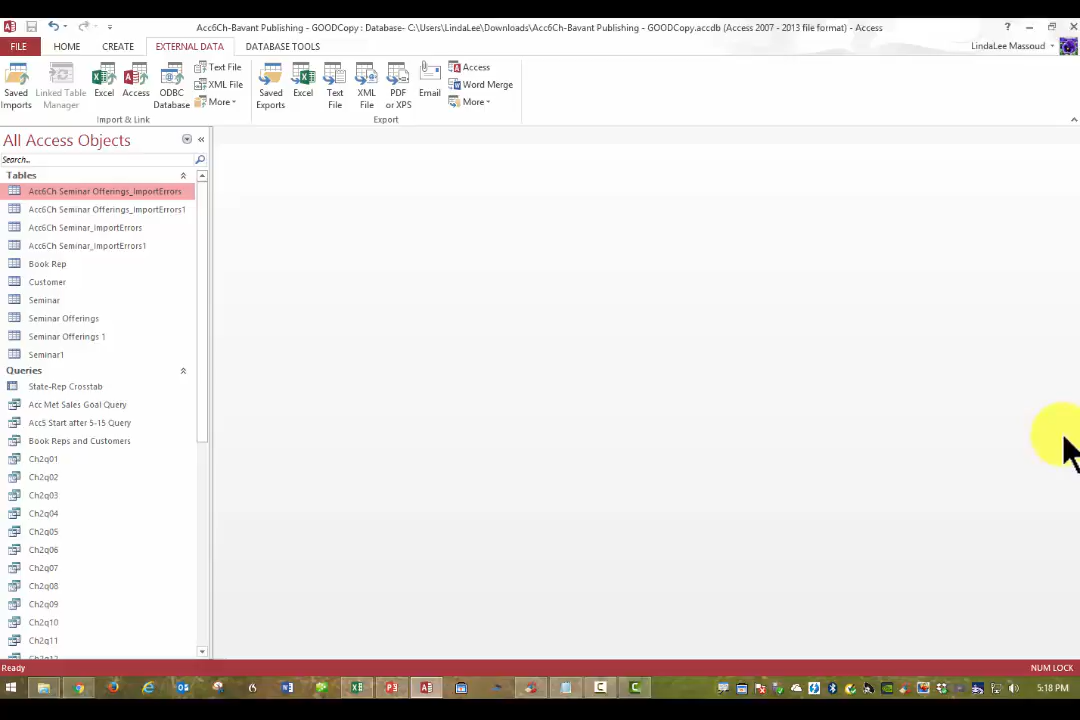 Acc6Ch-Bavant Publishing - GOODCopy : Database- C:\Users\LindaLee\Downloads\Acc6Ch-Bavant Publishing - GOODCopy.accdb (Access 2007 - 2013 file format) - Access
FILE HOME CREATE EXTERNAL DATA DATABASE TOOLS LindaLee Massoud
Saved Imports
Linked Table Manager
Excel
Access
ODBC Database
Text File
XML File
More
Saved Exports
Excel
Text File
XML File
PDF or XPS
Email
Access
Word Merge
More
Import & Link
Export
All Access Objects
Search...
Tables
Acc6Ch Seminar Offerings_ImportErrors
Acc6Ch Seminar Offerings_ImportErrors1
Acc6Ch Seminar_ImportErrors
Acc6Ch Seminar_ImportErrors1
Book Rep
Customer
Seminar
Seminar Offerings
Seminar Offerings 1
Seminar1
Queries
State-Rep Crosstab
Acc Met Sales Goal Query
Acc5 Start after 5-15 Query
Book Reps and Customers
Ch2q01
Ch2q02
Ch2q03
Ch2q04
Ch2q05
Ch2q06
Ch2q07
Ch2q08
Ch2q09
Ch2q10
Ch2q11
Ch2q12
Ready
NUM LOCK
5:18 PM